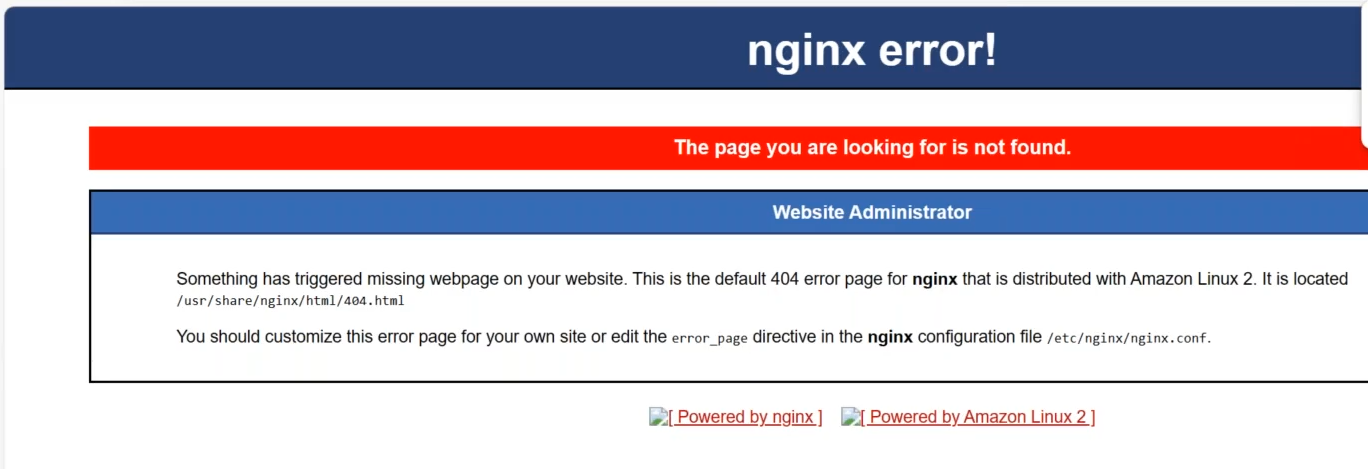 nginx error!
The page you are looking for is not found.
Website Administrator
Something has triggered missing webpage on your website. This is the default 404 error page for nginx that is distributed with Amazon Linux 2. It is located
/usr/share/nginx/html/404.html
You should customize this error page for your own site or edit the error_page directive in the nginx configuration file /etc/nginx/nginx.conf.
[ Powered by nginx ] [ Powered by Amazon Linux 2 ]